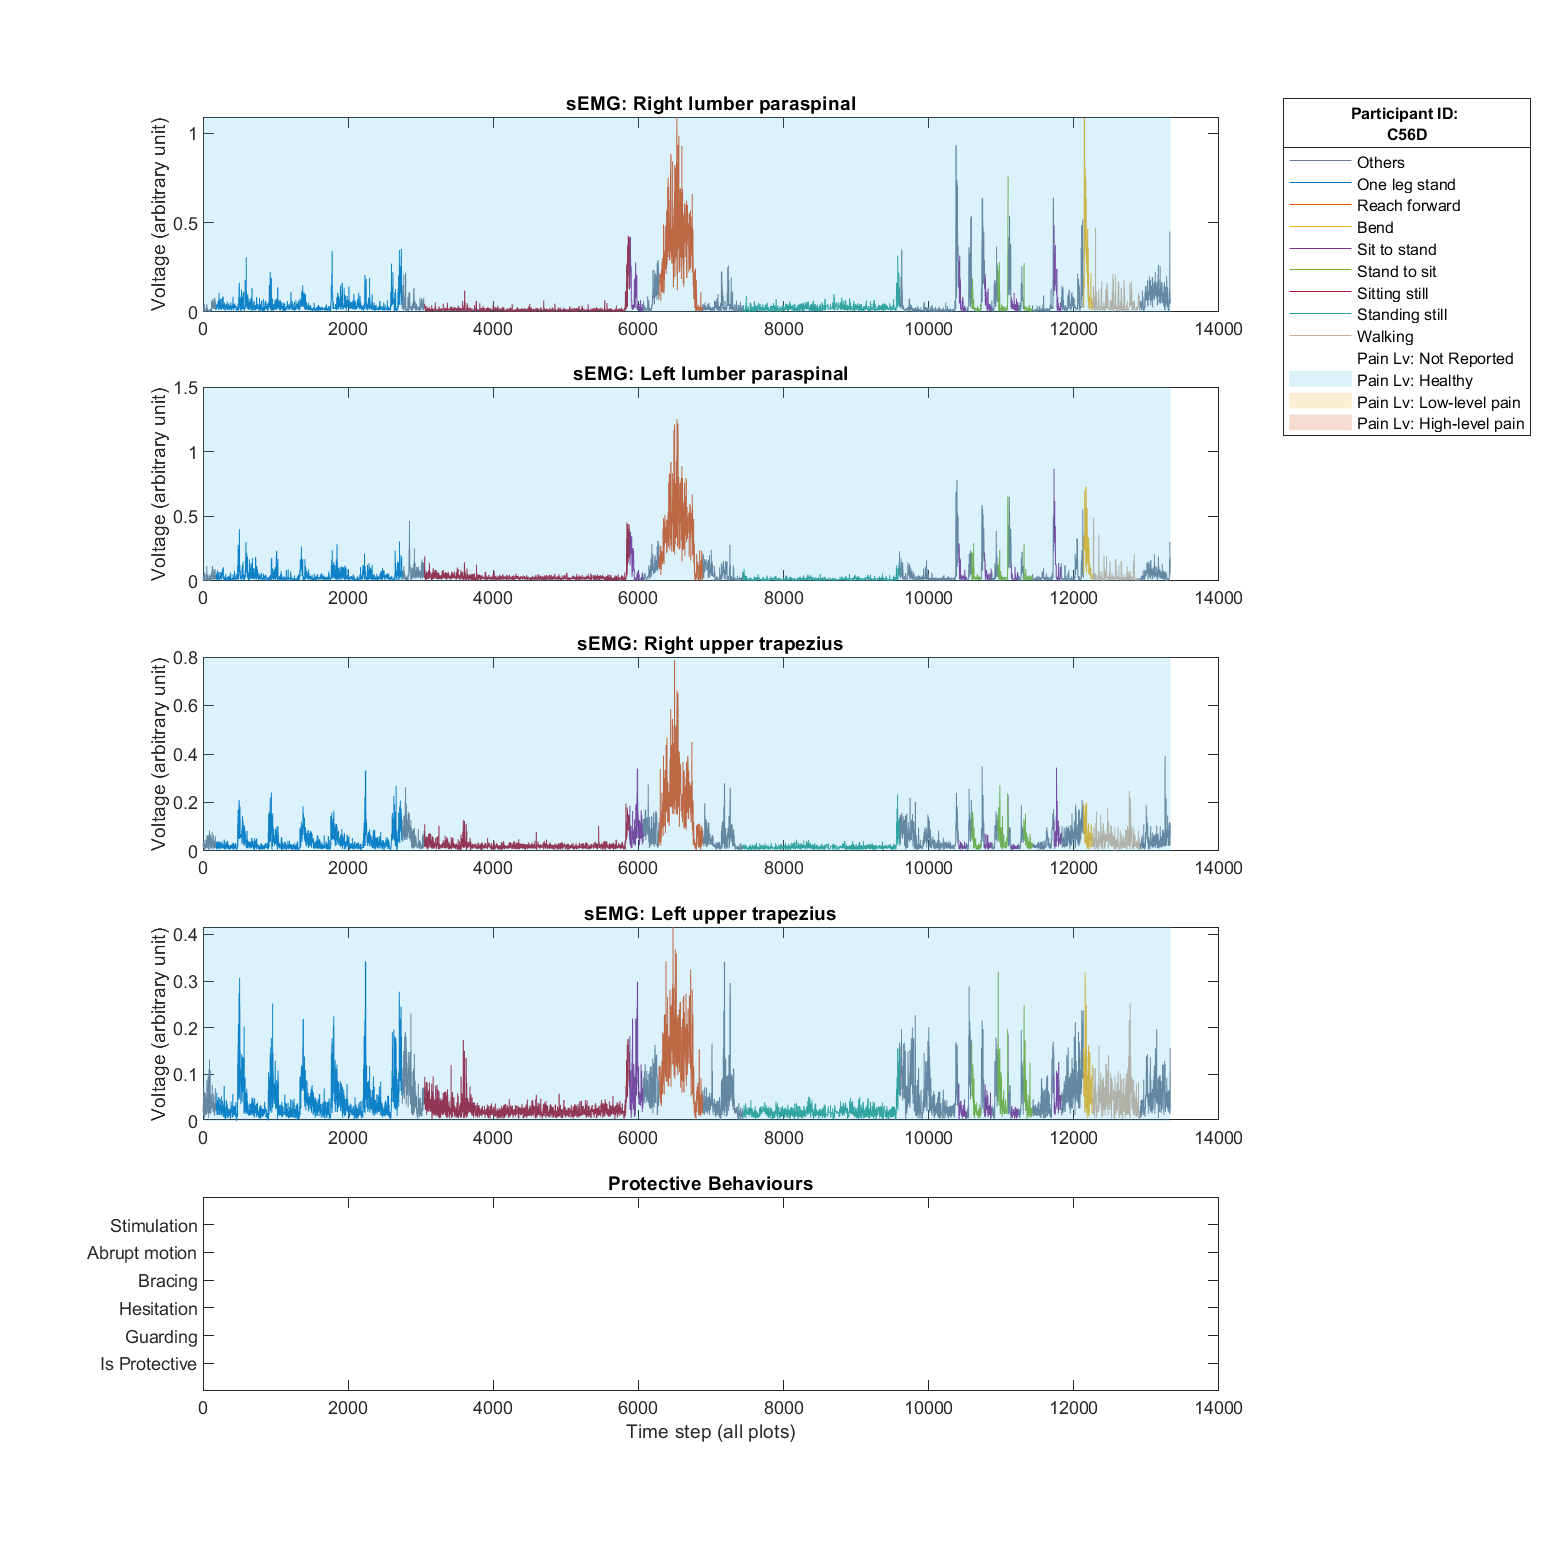 sEMG: Right lumber paraspinal
Voltage (arbitrary unit)
1
0.5
0
0 2000 4000 6000 8000 10000 12000 14000
sEMG: Left lumber paraspinal
Voltage (arbitrary unit)
1.5
1
0.5
0
0 2000 4000 6000 8000 10000 12000 14000
sEMG: Right upper trapezius
Voltage (arbitrary unit)
0.8
0.6
0.4
0.2
0
0 2000 4000 6000 8000 10000 12000 14000
sEMG: Left upper trapezius
Voltage (arbitrary unit)
0.4
0.3
0.2
0.1
0
0 2000 4000 6000 8000 10000 12000 14000
Protective Behaviours
Stimulation
Abrupt motion
Bracing
Hesitation
Guarding
Is Protective
0 2000 4000 6000 8000 10000 12000 14000
Time step (all plots)
Participant ID:
C56D
Others
One leg stand
Reach forward
Bend
Sit to stand
Stand to sit
Sitting still
Standing still
Walking
Pain Lv: Not Reported
Pain Lv: Healthy
Pain Lv: Low-level pain
Pain Lv: High-level pain